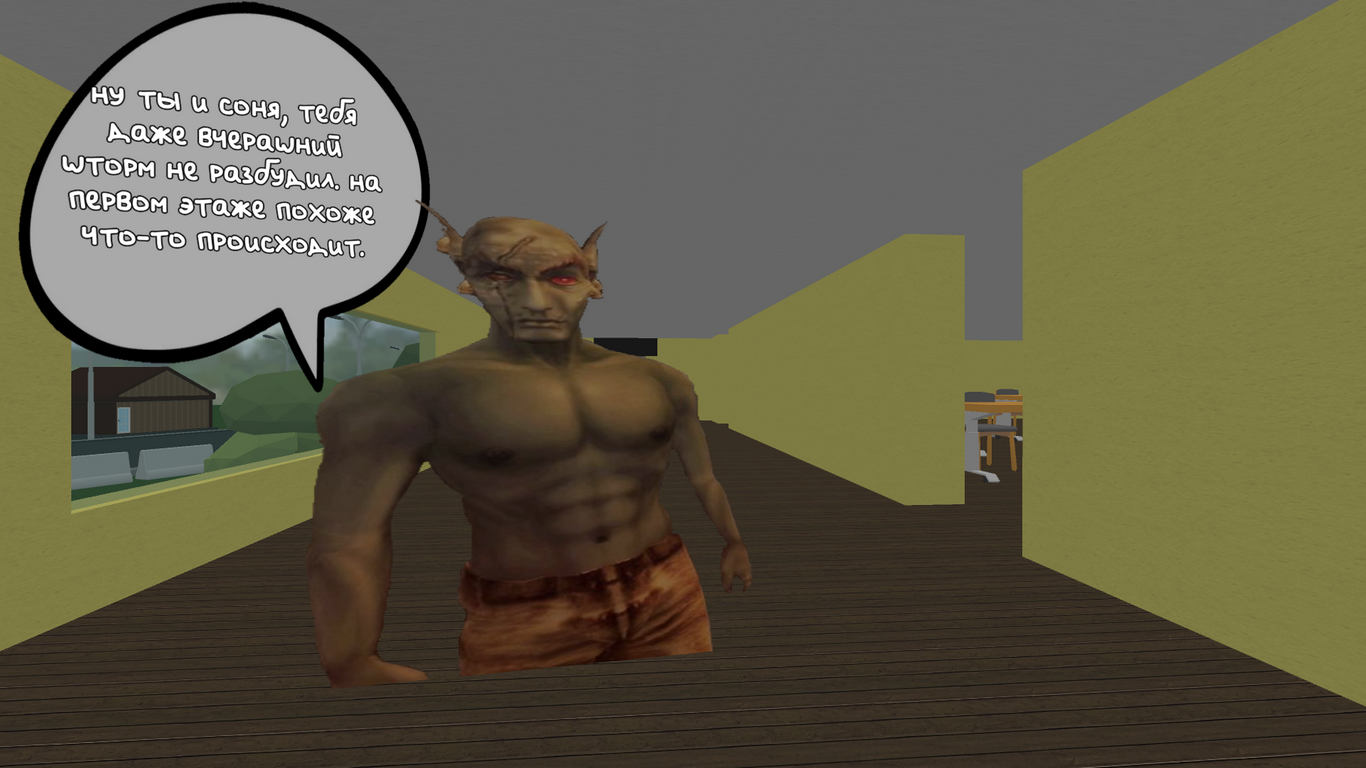 ну ты и соня, тебя
даже вчерашний
шторм не разбудил. на
первом этаже похоже
что-то происходит.